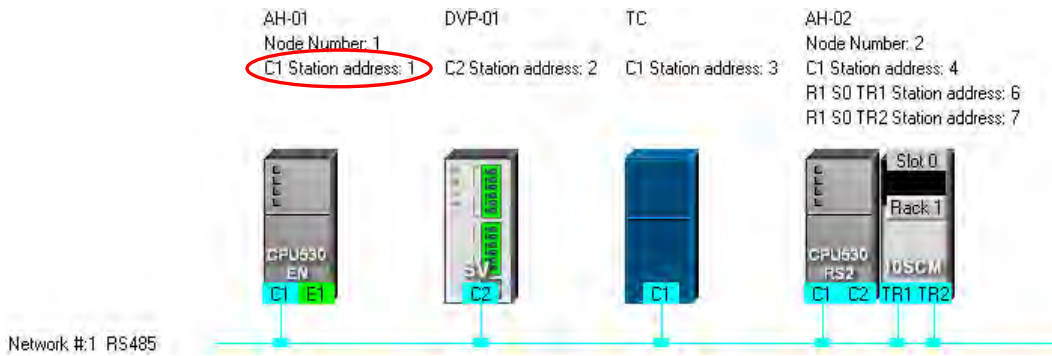 AH-01
Node Number: 1
C1 Station address: 1
DVP-01
C2 Station address: 2
TC
C1 Station address: 3
AH-02
Node Number: 2
C1 Station address: 4
R1 S0 TR1 Station address: 6
R1 S0 TR2 Station address: 7
CPU530
EN
C1 E1
SV
C2
C1
CPU530
RS2
C1 C2
Slot 0
Rack 1
10SCM
TR1 TR2
Network #:1 RS485